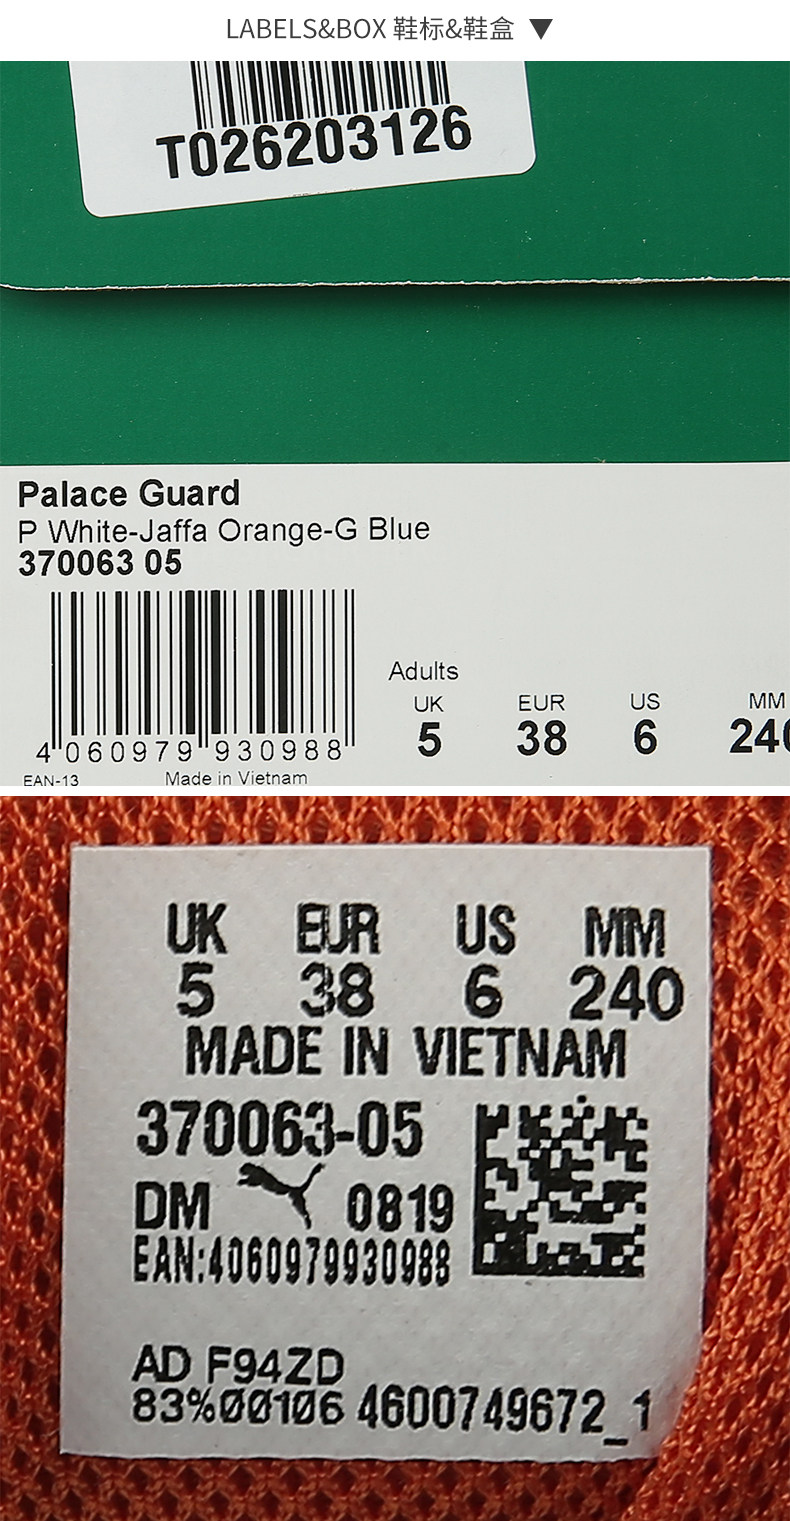 LABELS&BOX 鞋标&鞋盒 ▼
T026203126
Palace Guard
P White-Jaffa Orange-G Blue
370063 05
Adults
UK EUR US MM
5 38 6 240
4 060979 930988
EAN-13 Made in Vietnam
UK EUR US MM
5 38 6 240
MADE IN VIETNAM
370063-05
DM 0819
EAN:4060979930988
AD F94ZD
83%00106 4600749672_1